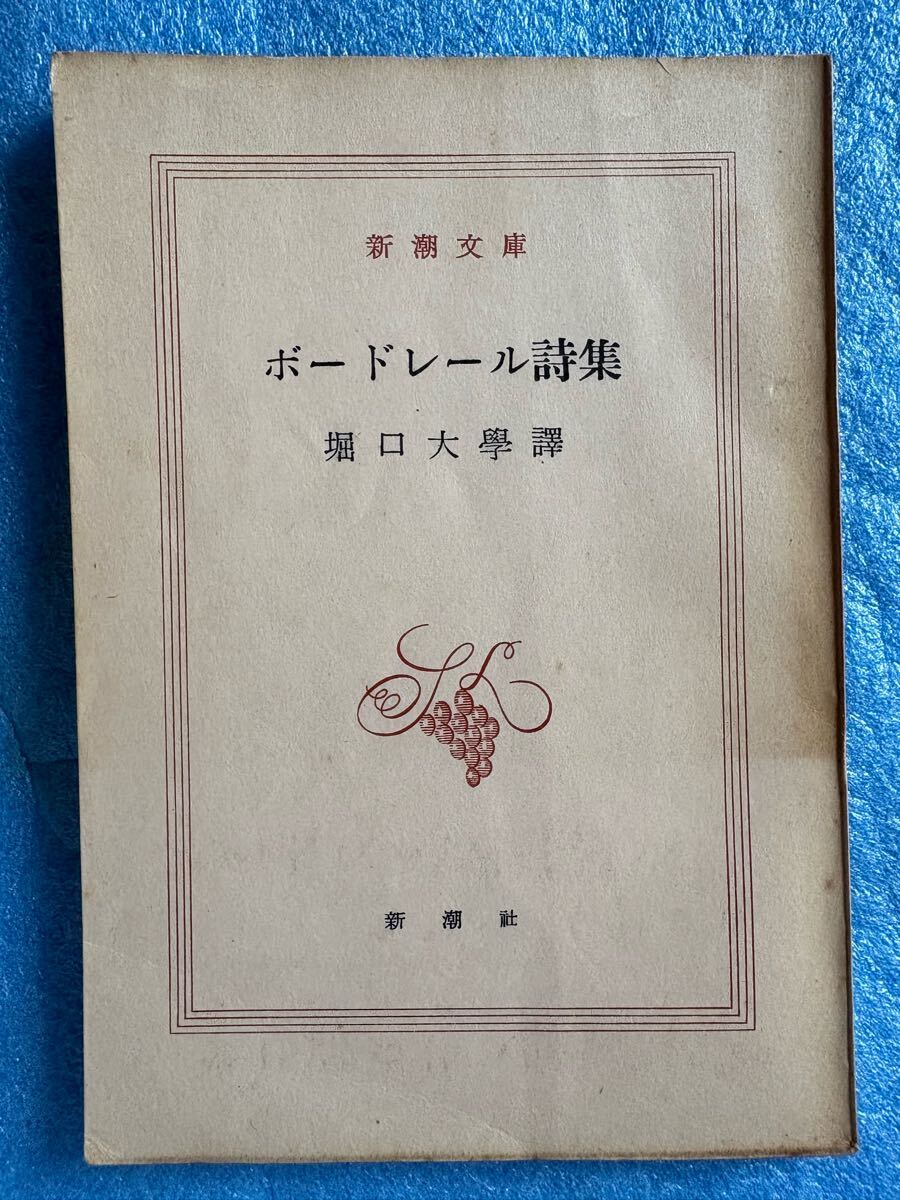 新潮文庫
ボードレール詩集
堀口大學譯
新潮社